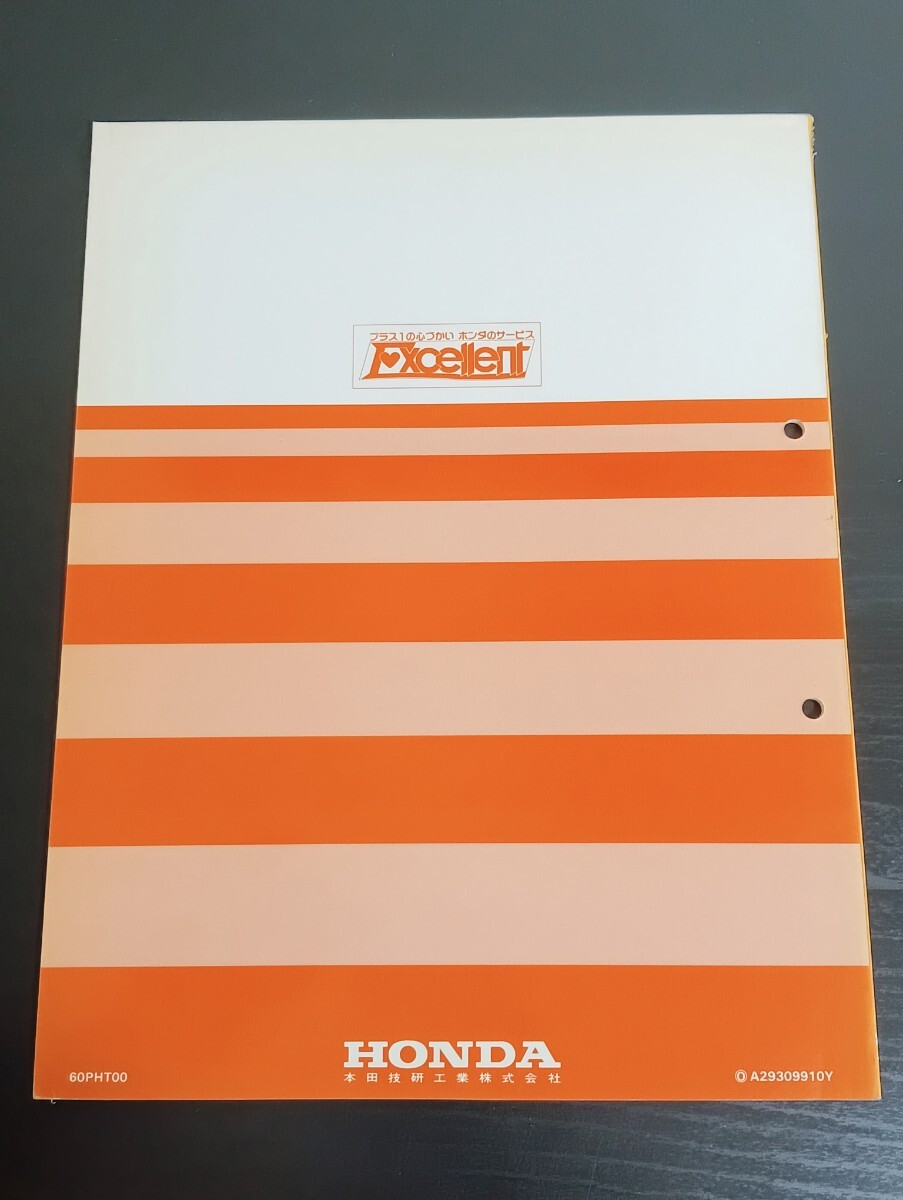 プラス1の心づかい ホンダのサービス
Excellent
HONDA
本田技研工業株式会社
60PHT00
Ⓞ A29309910Y